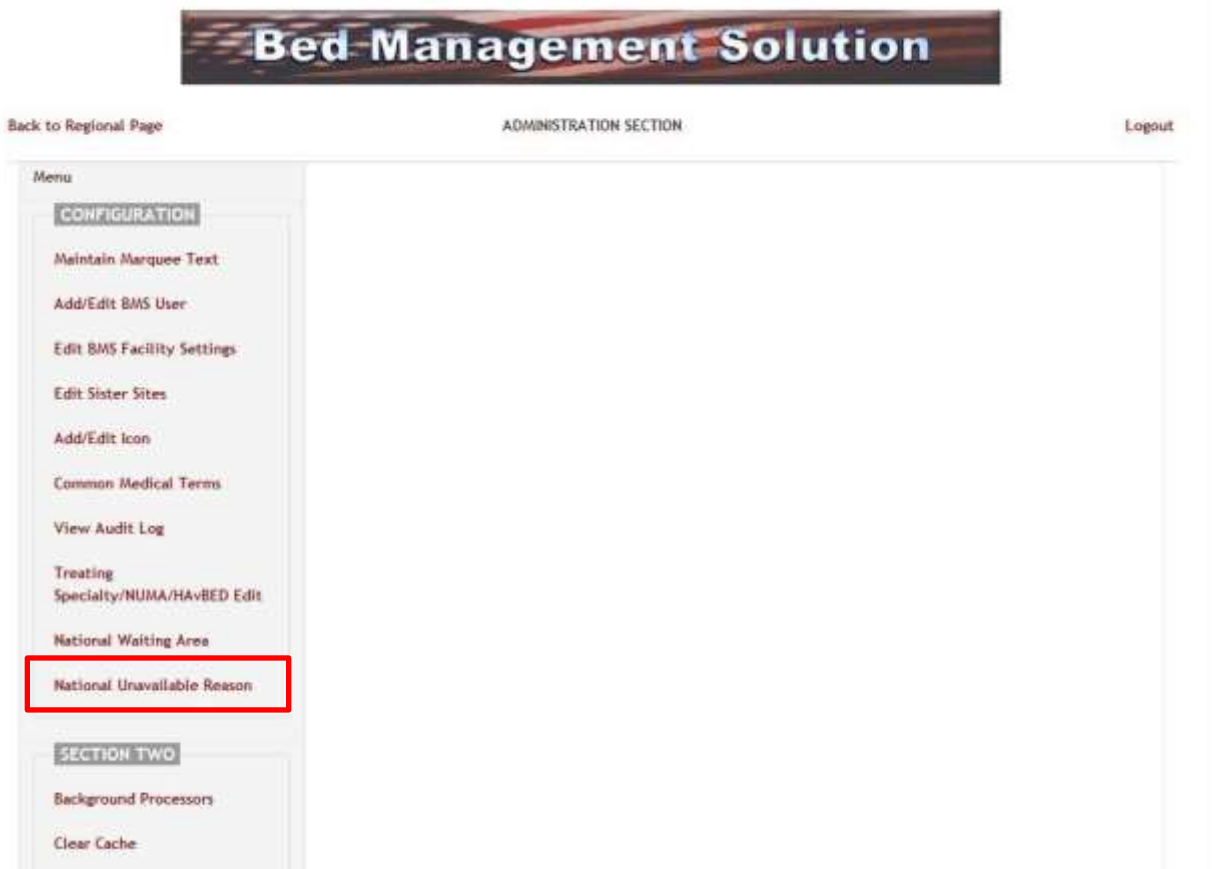 Bed Management Solution
Back to Regional Page
ADMINISTRATION SECTION
Logout
Menu
CONFIGURATION
Maintain Marquee Text
Add/Edit BMS User
Edit BMS Facility Settings
Edit Sister Sites
Add/Edit Icon
Common Medical Terms
View Audit Log
Treating
Specialty/NUMA/HAvBED Edit
National Waiting Area
National Unavailable Reason
SECTION TWO
Background Processors
Clear Cache